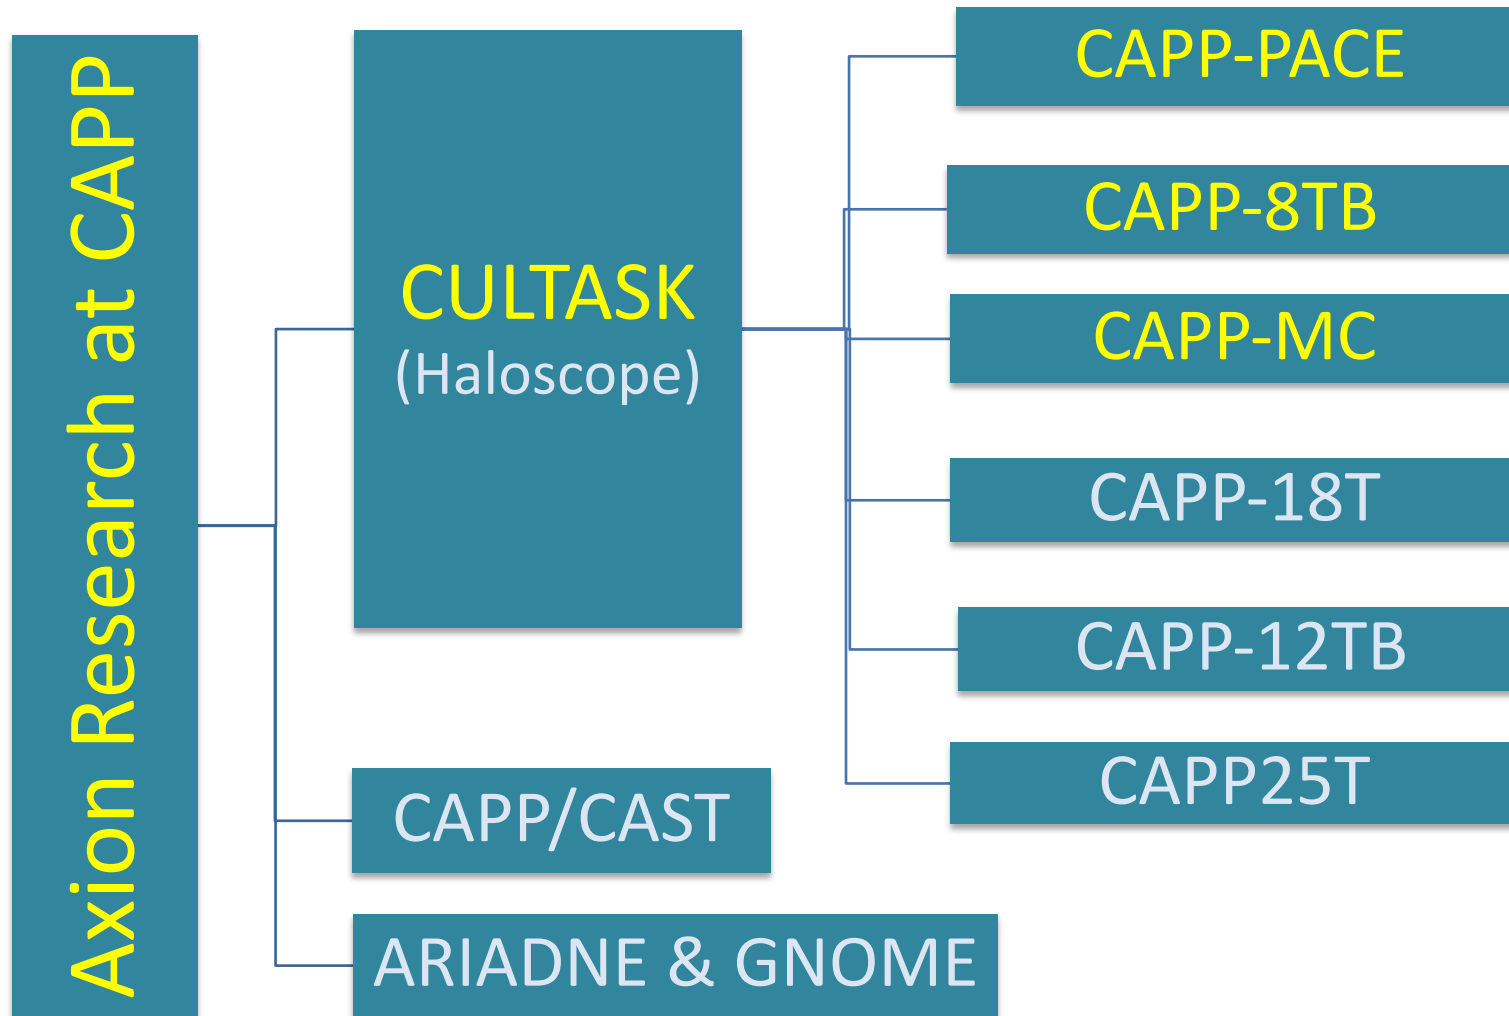 Axion Research at CAPP
CULTASK
(Haloscope)
CAPP/CAST
ARIADNE & GNOME
CAPP-PACE
CAPP-8TB
CAPP-MC
CAPP-18T
CAPP-12TB
CAPP25T